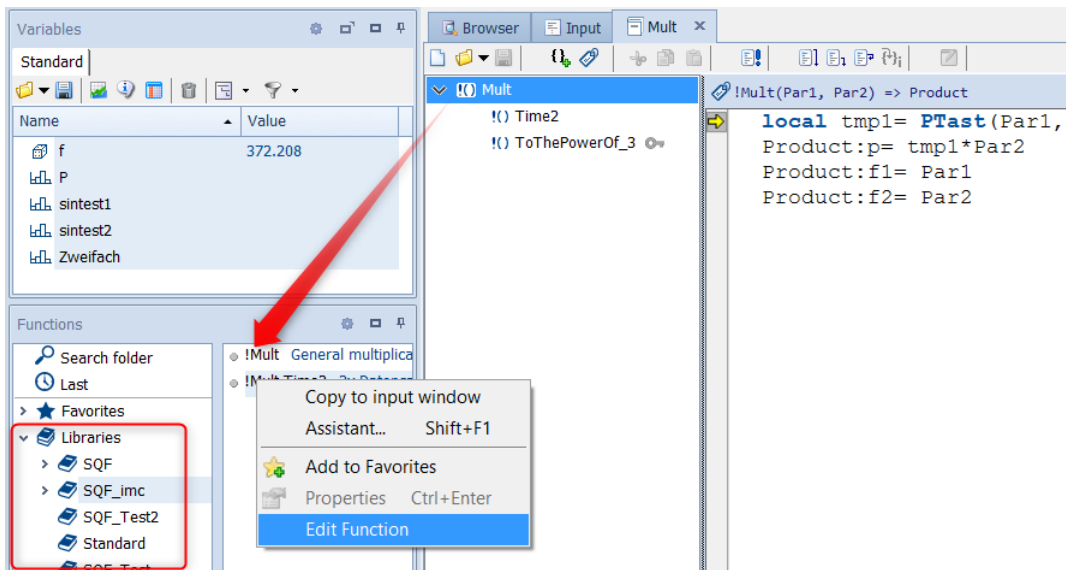 Variables
Standard
Name Value
f 372.208
P
sintest1
sintest2
Zweifach
Functions
Search folder
Last
Favorites
Libraries
SQF
SQF_imc
SQF_Test2
Standard
!Mult General multiplica
Copy to input window
Assistant... Shift+F1
Add to Favorites
Properties Ctrl+Enter
Edit Function
Browser Input Mult
!() Mult
!() Time2
!() ToThePowerOf_3
!Mult(Par1, Par2) => Product
local tmp1= PTast(Par1,
Product:p= tmp1*Par2
Product:f1= Par1
Product:f2= Par2